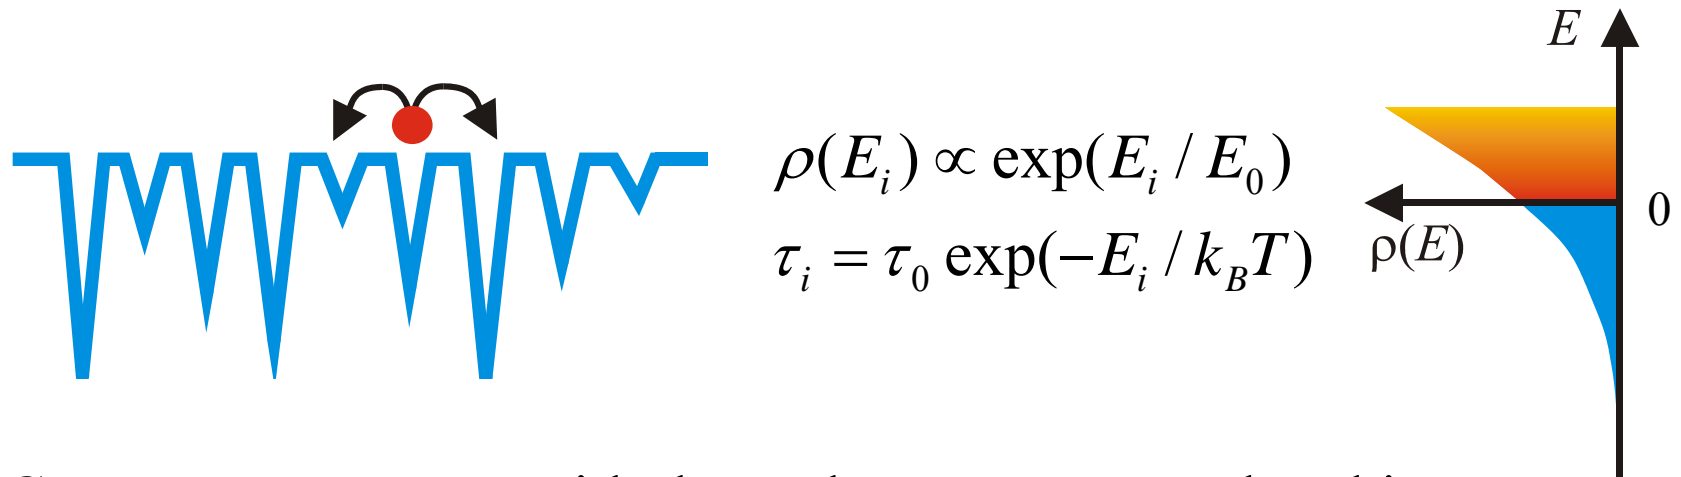 ρ(E_i) ∝ exp(E_i / E_0)
τ_i = τ_0 exp(−E_i / k_B T)
E
0
ρ(E)